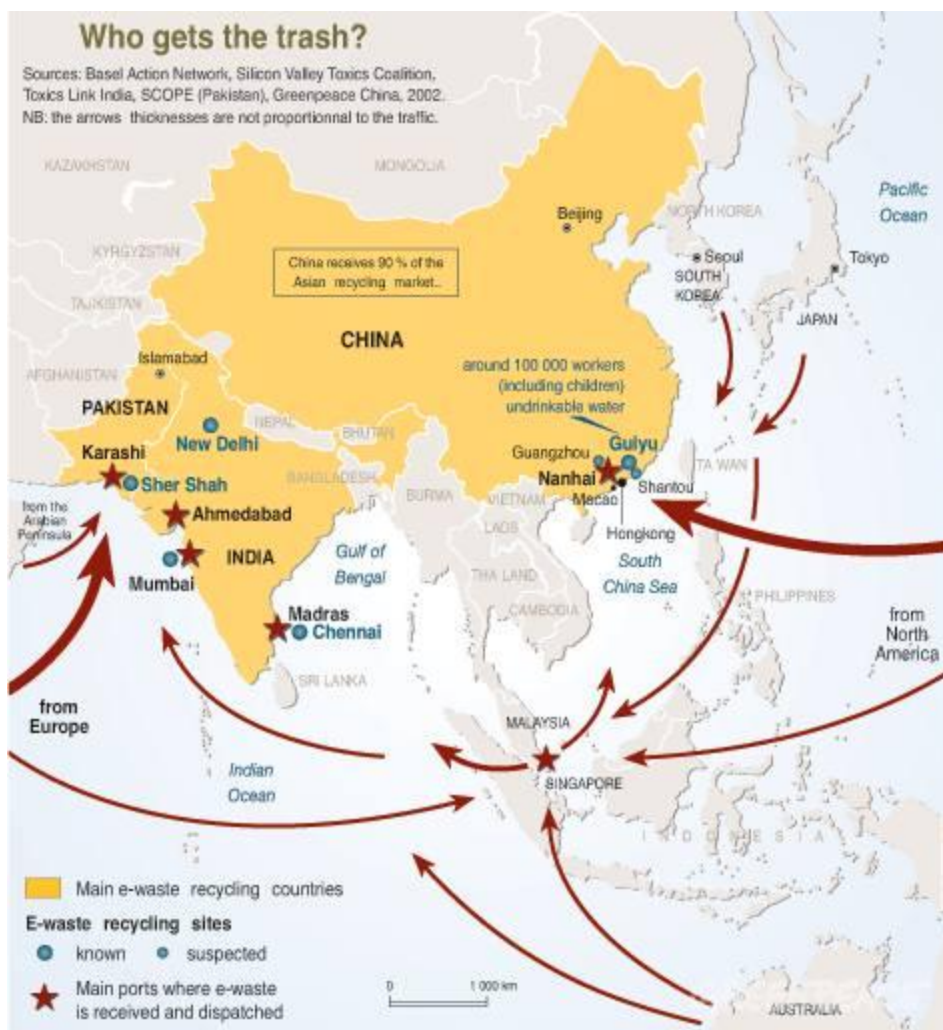 Who gets the trash?
Sources: Basel Action Network, Silicon Valley Toxics Coalition,
Toxics Link India, SCOPE (Pakistan), Greenpeace China, 2002.
NB: the arrows thicknesses are not proportionnal to the traffic.
KAZAKHSTAN
MONGOLIA
Pacific
Ocean
Beijing
NORTH KOREA
KYRGYZSTAN
Seoul
Tokyo
China receives 90 % of the
Asian recycling market..
SOUTH
KOREA
TAJIKISTAN
JAPAN
CHINA
Islamabad
around 100 000 workers
(including children)
undrinkable water
AFGHANISTAN
PAKISTAN
NEPAL
BHUTAN
New Delhi
Guiyu
Karashi
Guangzhou
BANGLADESH
TA WAN
Sher Shah
Nanhai
Shantou
BURMA
VIETNAM
Macao
from the
Arabian
Peninsula
Ahmedabad
LAOS
Hongkong
INDIA
Gulf of
Bengal
South
China Sea
Mumbai
THA LAND
PHILIPPINES
CAMBODIA
Madras
Chennai
from
North
America
SRI LANKA
from
Europe
MALAYSIA
Indian
Ocean
SINGAPORE
INDONESIA
Main e-waste recycling countries
E-waste recycling sites
known suspected
Main ports where e-waste
is received and dispatched
0 1 000 km
AUSTRALIA